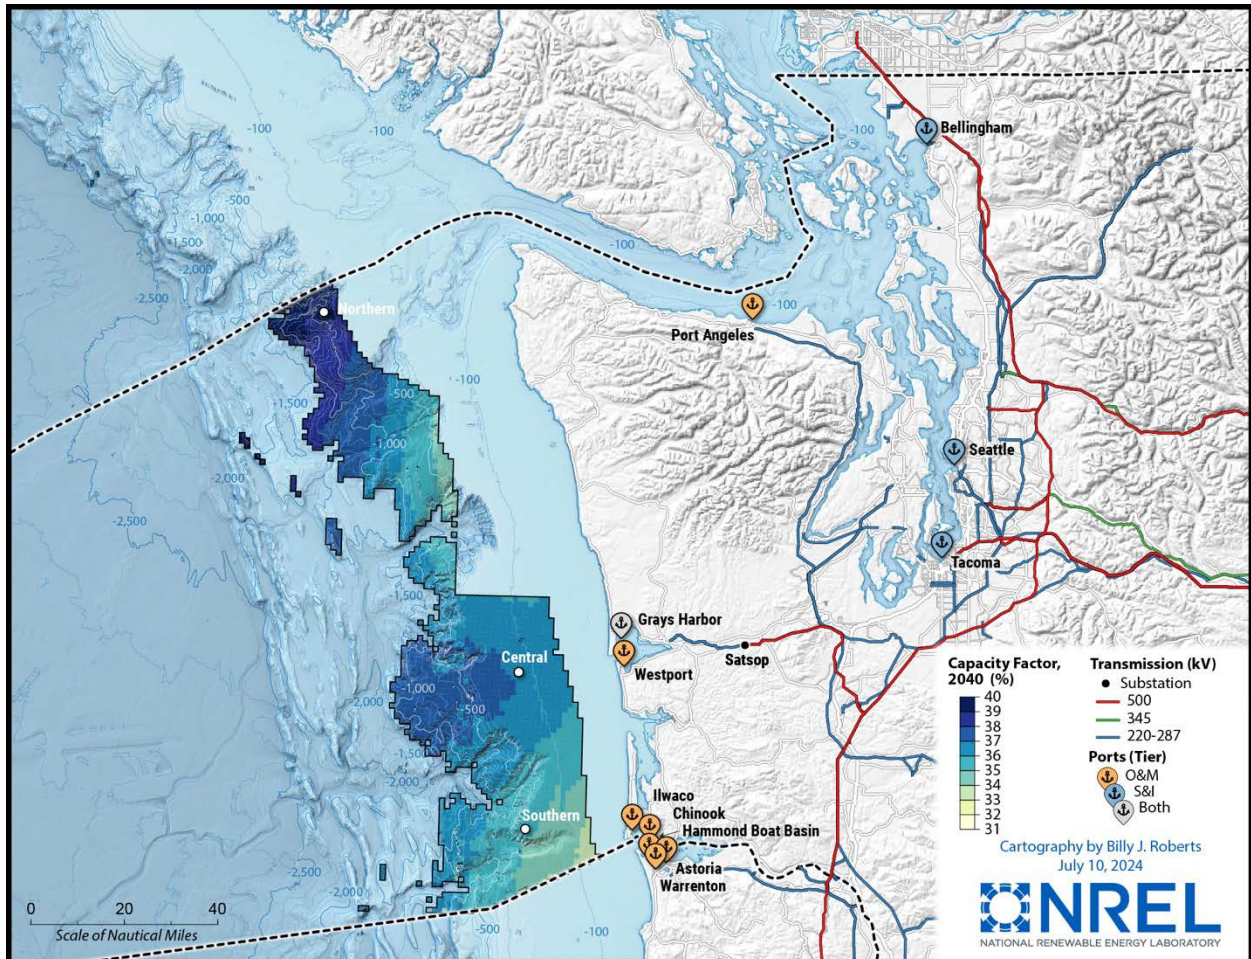 -100
-100
-100
Bellingham
-500
-1,000
-1,500
-2,000
-2,500
-100
Northern
-100
Port Angeles
-100
-500
-1,500
-1,000
-2,000
-2,500
Seattle
Tacoma
-1,500
Grays Harbor
Westport
Satsop
Central
-1,000
-500
-2,000
-1,500
-2,000
Southern
Ilwaco
Chinook
Hammond Boat Basin
Astoria
Warrenton
-2,500
-2,000
-500
-100
0 20 40
Scale of Nautical Miles
Capacity Factor,
2040 (%)
40
39
38
37
36
35
34
33
32
31
Transmission (kV)
Substation
500
345
220-287
Ports (Tier)
O&M
S&I
Both
Cartography by Billy J. Roberts
July 10, 2024
NREL
NATIONAL RENEWABLE ENERGY LABORATORY